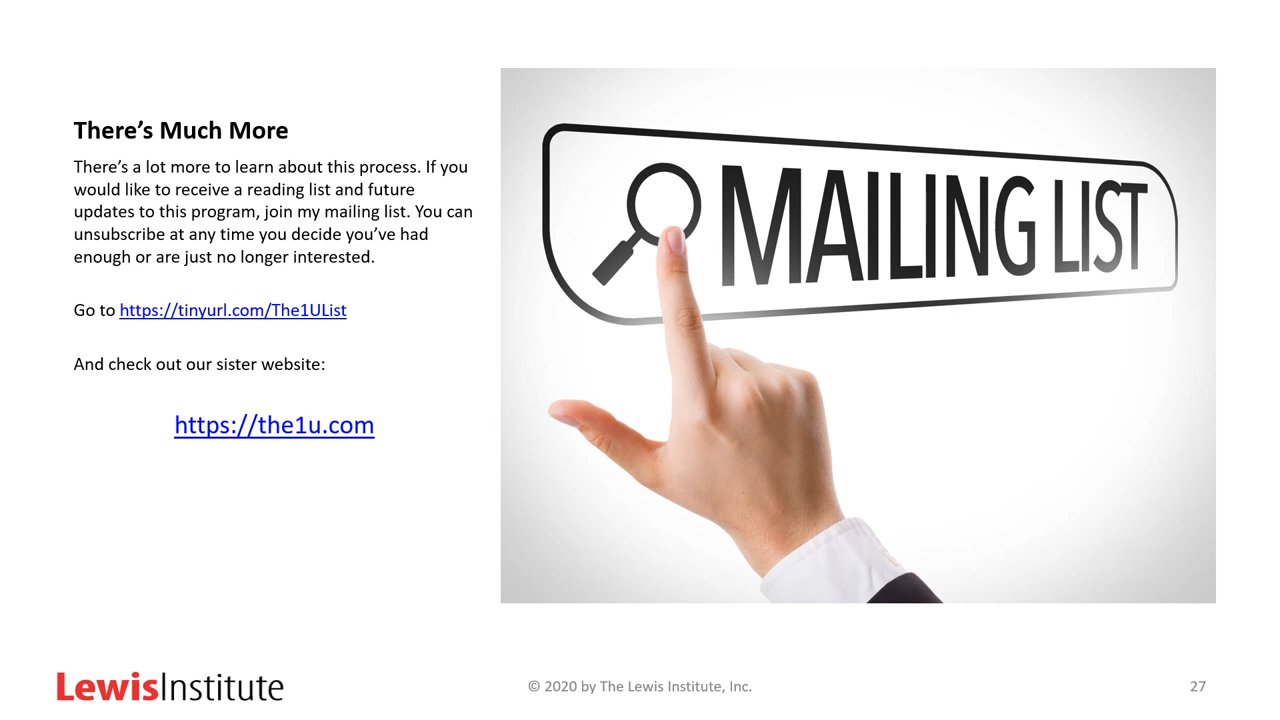 There’s Much More
There’s a lot more to learn about this process. If you
would like to receive a reading list and future
updates to this program, join my mailing list. You can
unsubscribe at any time you decide you’ve had
enough or are just no longer interested.
Go to https://tinyurl.com/The1UList
And check out our sister website:
https://the1u.com
MAILING LIST
LewisInstitute
© 2020 by The Lewis Institute, Inc.
27